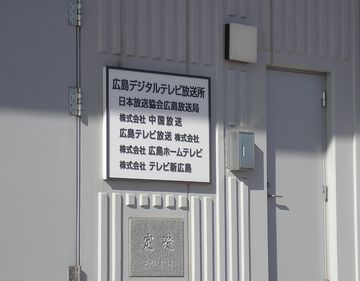 広島デジタルテレビ放送所
日本放送協会広島放送局
株式会社 中国放送
広島テレビ放送 株式会社
株式会社 広島ホームテレビ
株式会社 テレビ新広島
定礎